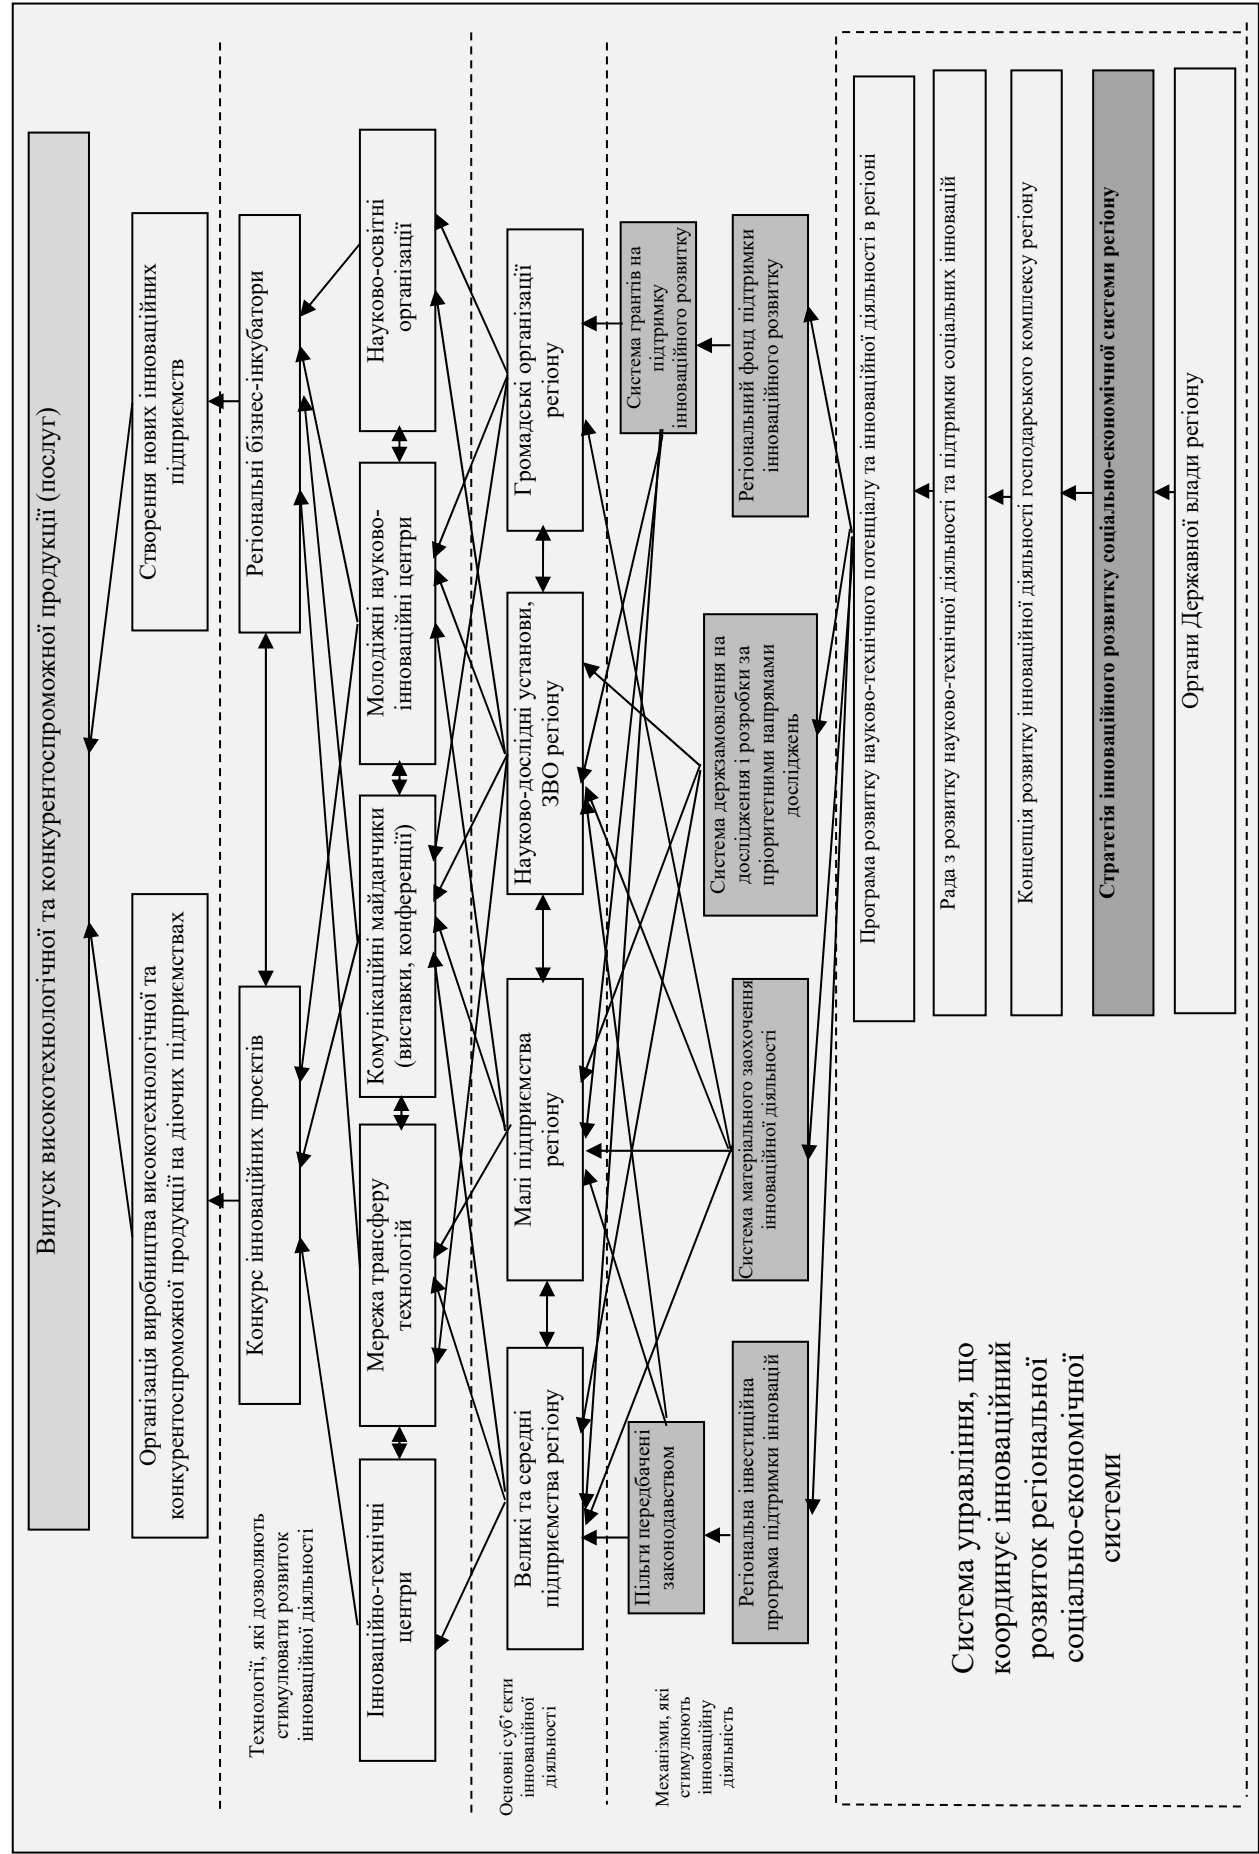 Випуск високотехнологічної та конкурентоспроможної продукції (послуг)
Організація виробництва високотехнологічної та
конкурентоспроможної продукції на діючих підприємствах
Створення нових інноваційних
підприємств
Технології, які дозволяють
стимулювати розвиток
інноваційної діяльності
Конкурс інноваційних проєктів
Регіональні бізнес-інкубатори
Інноваційно-технічні
центри
Мережа трансферу
технологій
Комунікаційні майданчики
(виставки, конференції)
Молодіжні науково-
інноваційні центри
Науково-освітні
організації
Основні суб’єкти
інноваційної
діяльності
Великі та середні
підприємства регіону
Малі підприємства
регіону
Науково-дослідні установи,
ЗВО регіону
Громадські організації
регіону
Механізми, які
стимулюють
інноваційну
діяльність
Пільги передбачені
законодавством
Система грантів на
підтримку
інноваційного розвитку
Регіональна інвестиційна
програма підтримки інновацій
Система матеріального заохочення
інноваційної діяльності
Система держзамовлення на
дослідження і розробки за
пріоритетними напрямами
досліджень
Регіональний фонд підтримки
інноваційного розвитку
Система управління, що
координує інноваційний
розвиток регіональної
соціально-економічної
системи
Програма розвитку науково-технічного потенціалу та інноваційної діяльності в регіоні
Рада з розвитку науково-технічної діяльності та підтримки соціальних інновацій
Концепція розвитку інноваційної діяльності господарського комплексу регіону
Стратегія інноваційного розвитку соціально-економічної системи регіону
Органи Державної влади регіону